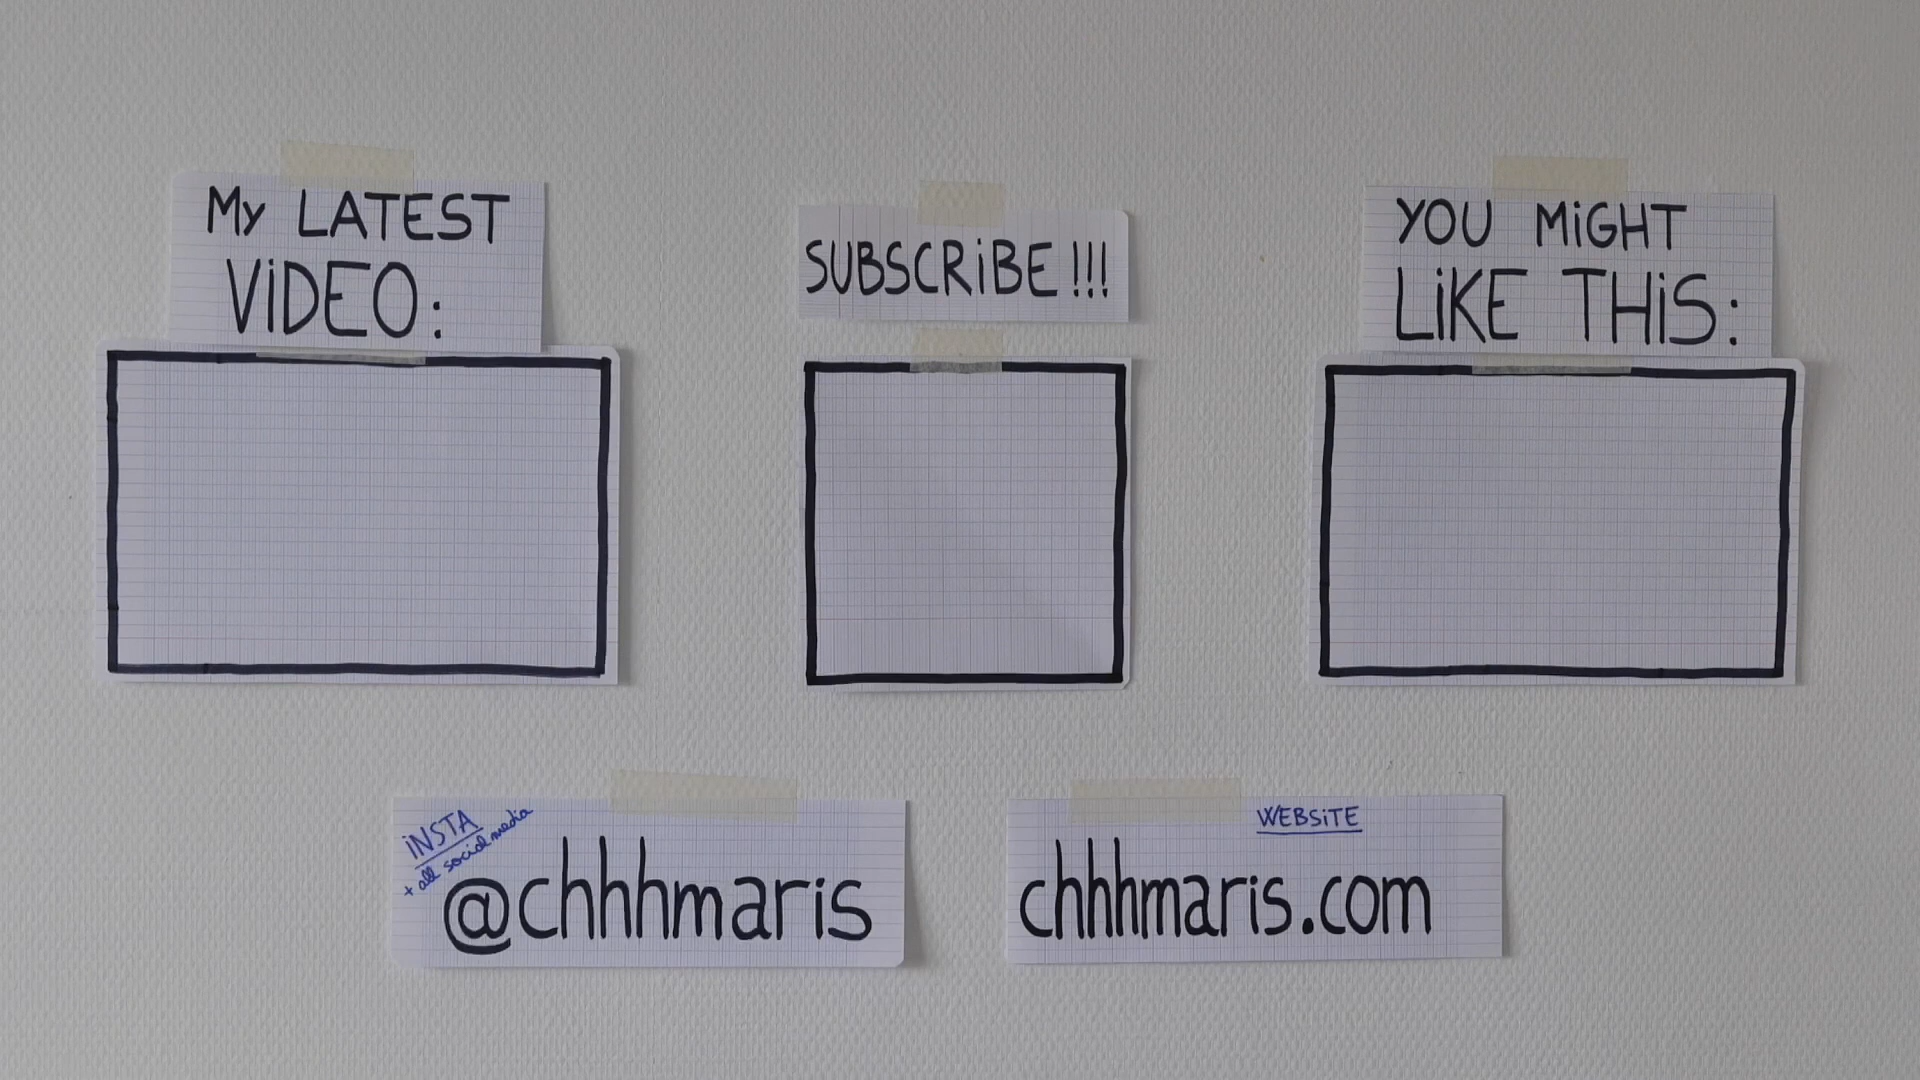 My LATEST
ViDEO:
SUBSCRiBE!!!
YOU MiGHT
LiKE THiS:
iNSTA
+ all social media
@chhhmaris
WEBSiTE
chhhmaris.com